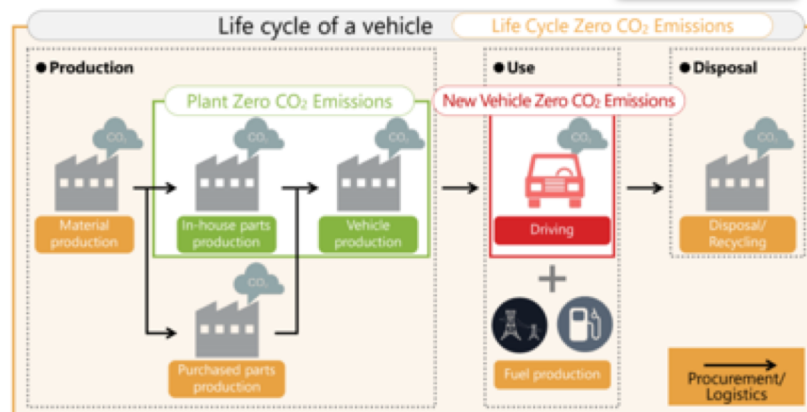 Life cycle of a vehicle
Life Cycle Zero CO₂ Emissions
●Production
●Use
●Disposal
Plant Zero CO₂ Emissions
New Vehicle Zero CO₂ Emissions
CO₂
CO₂
CO₂
CO₂
CO₂
Material
production
In-house parts
production
Vehicle
production
Driving
Disposal/
Recycling
+
CO₂
Purchased parts
production
Fuel production
Procurement/
Logistics